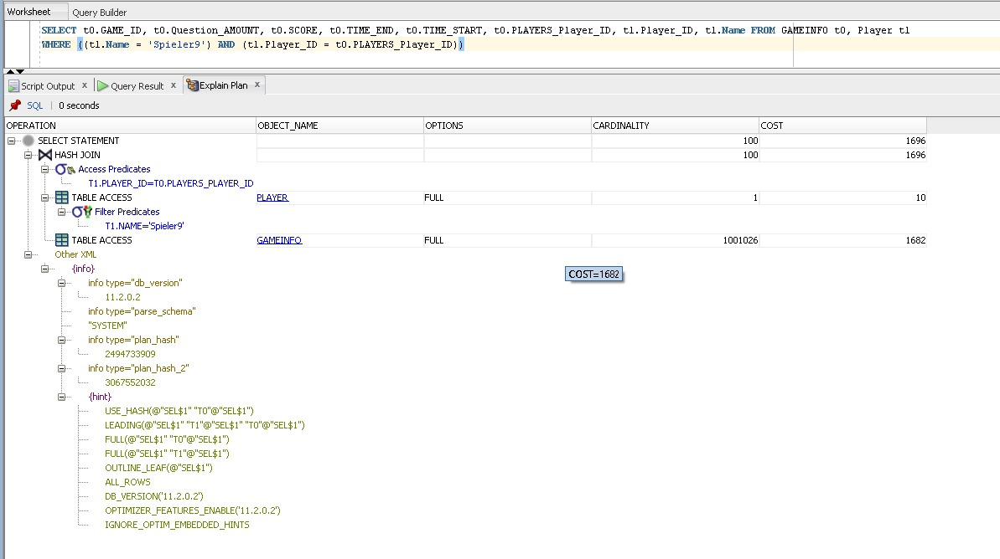 Worksheet Query Builder
SELECT t0.GAME_ID, t0.Question_AMOUNT, t0.SCORE, t0.TIME_END, t0.TIME_START, t0.PLAYERS_Player_ID, t1.Player_ID, t1.Name FROM GAMEINFO t0, Player t1
WHERE ((t1.Name = 'Spieler9') AND (t1.Player_ID = t0.PLAYERS_Player_ID))
Script Output x Query Result x Explain Plan x
SQL | 0 seconds
OPERATION OBJECT_NAME OPTIONS CARDINALITY COST
SELECT STATEMENT 100 1696
HASH JOIN 100 1696
Access Predicates
T1.PLAYER_ID=T0.PLAYERS_PLAYER_ID
TABLE ACCESS PLAYER FULL 1 10
Filter Predicates
T1.NAME='Spieler9'
TABLE ACCESS GAMEINFO FULL 1001026 1682
Other XML
{info}
COST=1682
info type="db_version"
11.2.0.2
info type="parse_schema"
"SYSTEM"
info type="plan_hash"
2494733909
info type="plan_hash_2"
3067552032
{hint}
USE_HASH(@"SEL$1" "T0"@"SEL$1")
LEADING(@"SEL$1" "T1"@"SEL$1" "T0"@"SEL$1")
FULL(@"SEL$1" "T0"@"SEL$1")
FULL(@"SEL$1" "T1"@"SEL$1")
OUTLINE_LEAF(@"SEL$1")
ALL_ROWS
DB_VERSION('11.2.0.2')
OPTIMIZER_FEATURES_ENABLE('11.2.0.2')
IGNORE_OPTIM_EMBEDDED_HINTS